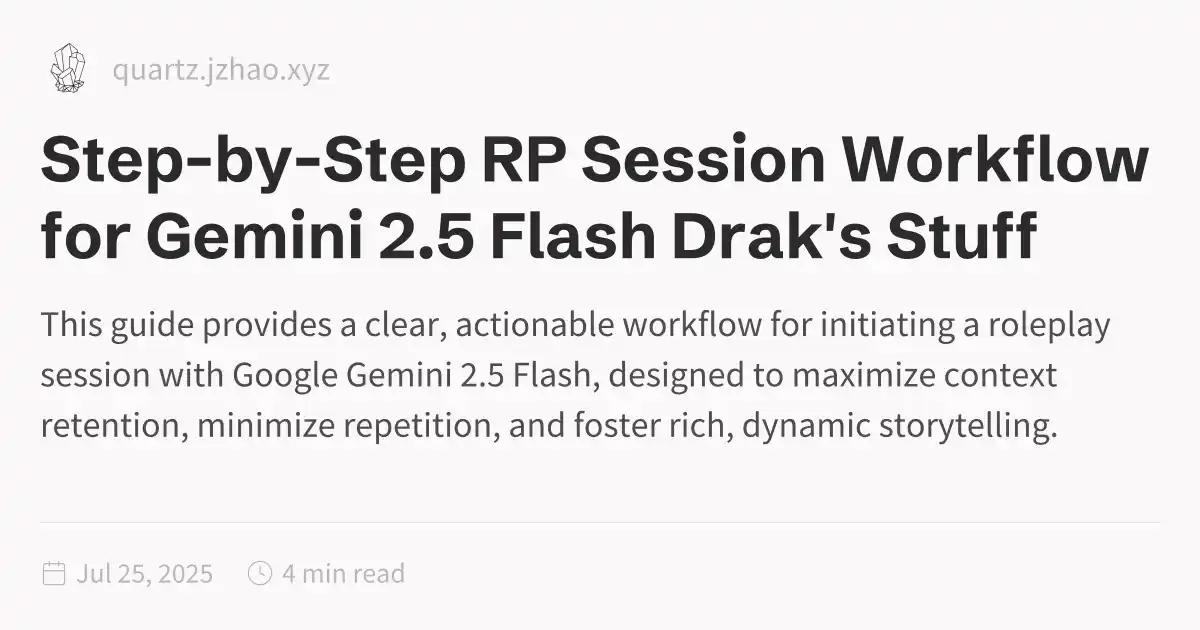 quartz.jzhao.xyz
Step-by-Step RP Session Workflow
for Gemini 2.5 Flash Drak's Stuff
This guide provides a clear, actionable workflow for initiating a roleplay
session with Google Gemini 2.5 Flash, designed to maximize context
retention, minimize repetition, and foster rich, dynamic storytelling.
Jul 25, 2025 4 min read